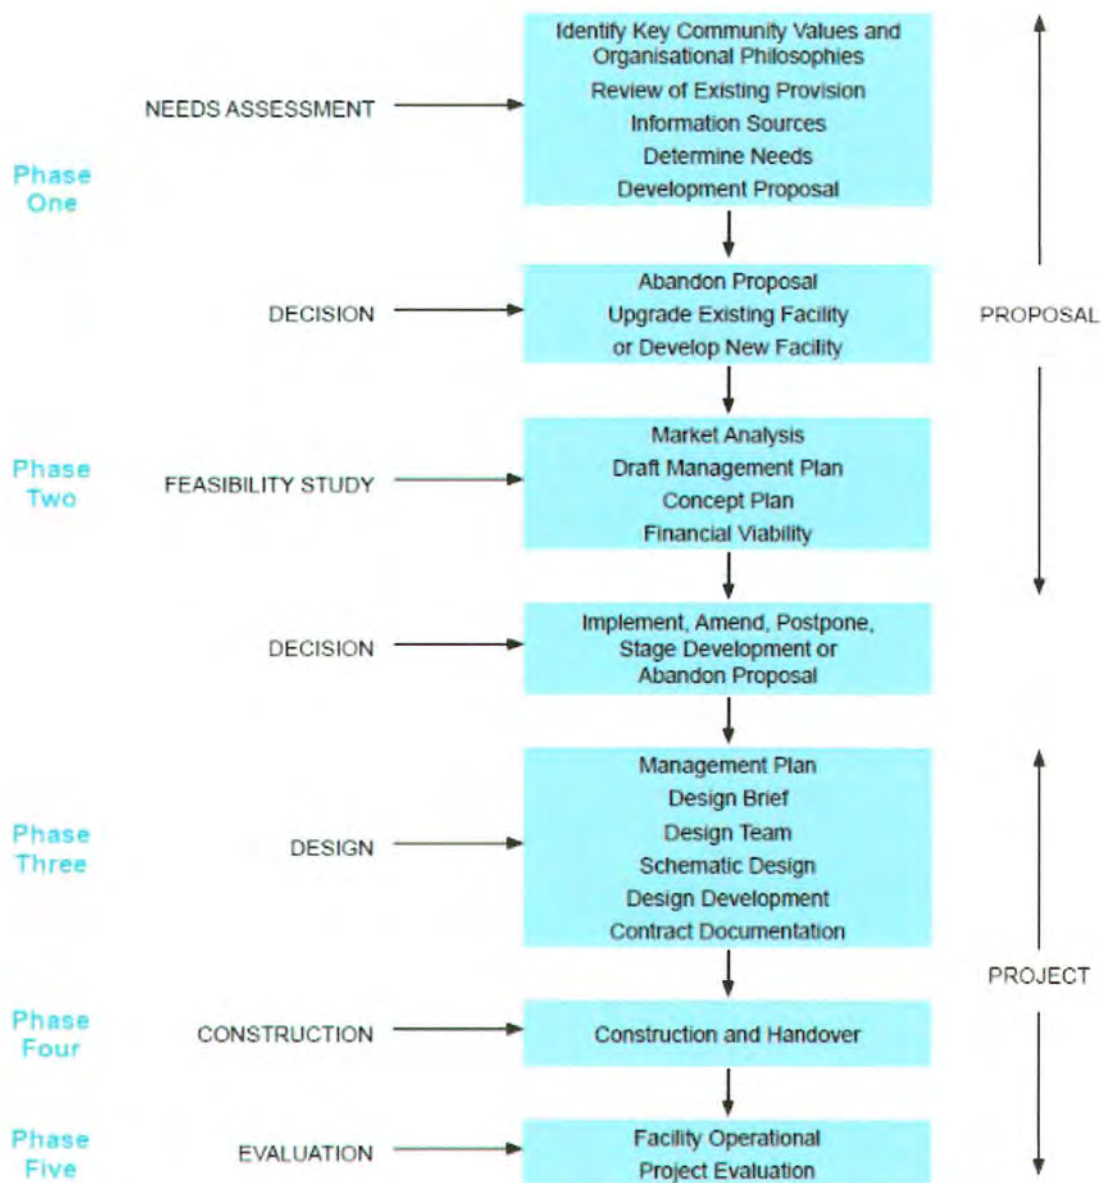 Identify Key Community Values and
Organisational Philosophies
NEEDS ASSESSMENT
Review of Existing Provision
Information Sources
Determine Needs
Development Proposal
Phase
One
DECISION
Abandon Proposal
Upgrade Existing Facility
or Develop New Facility
PROPOSAL
Phase
Two
FEASIBILITY STUDY
Market Analysis
Draft Management Plan
Concept Plan
Financial Viability
DECISION
Implement, Amend, Postpone,
Stage Development or
Abandon Proposal
Phase
Three
DESIGN
Management Plan
Design Brief
Design Team
Schematic Design
Design Development
Contract Documentation
PROJECT
Phase
Four
CONSTRUCTION
Construction and Handover
Phase
Five
EVALUATION
Facility Operational
Project Evaluation